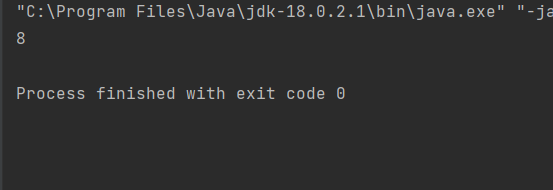 "C:\Program Files\Java\jdk-18.0.2.1\bin\java.exe" "-ja
8
Process finished with exit code 0